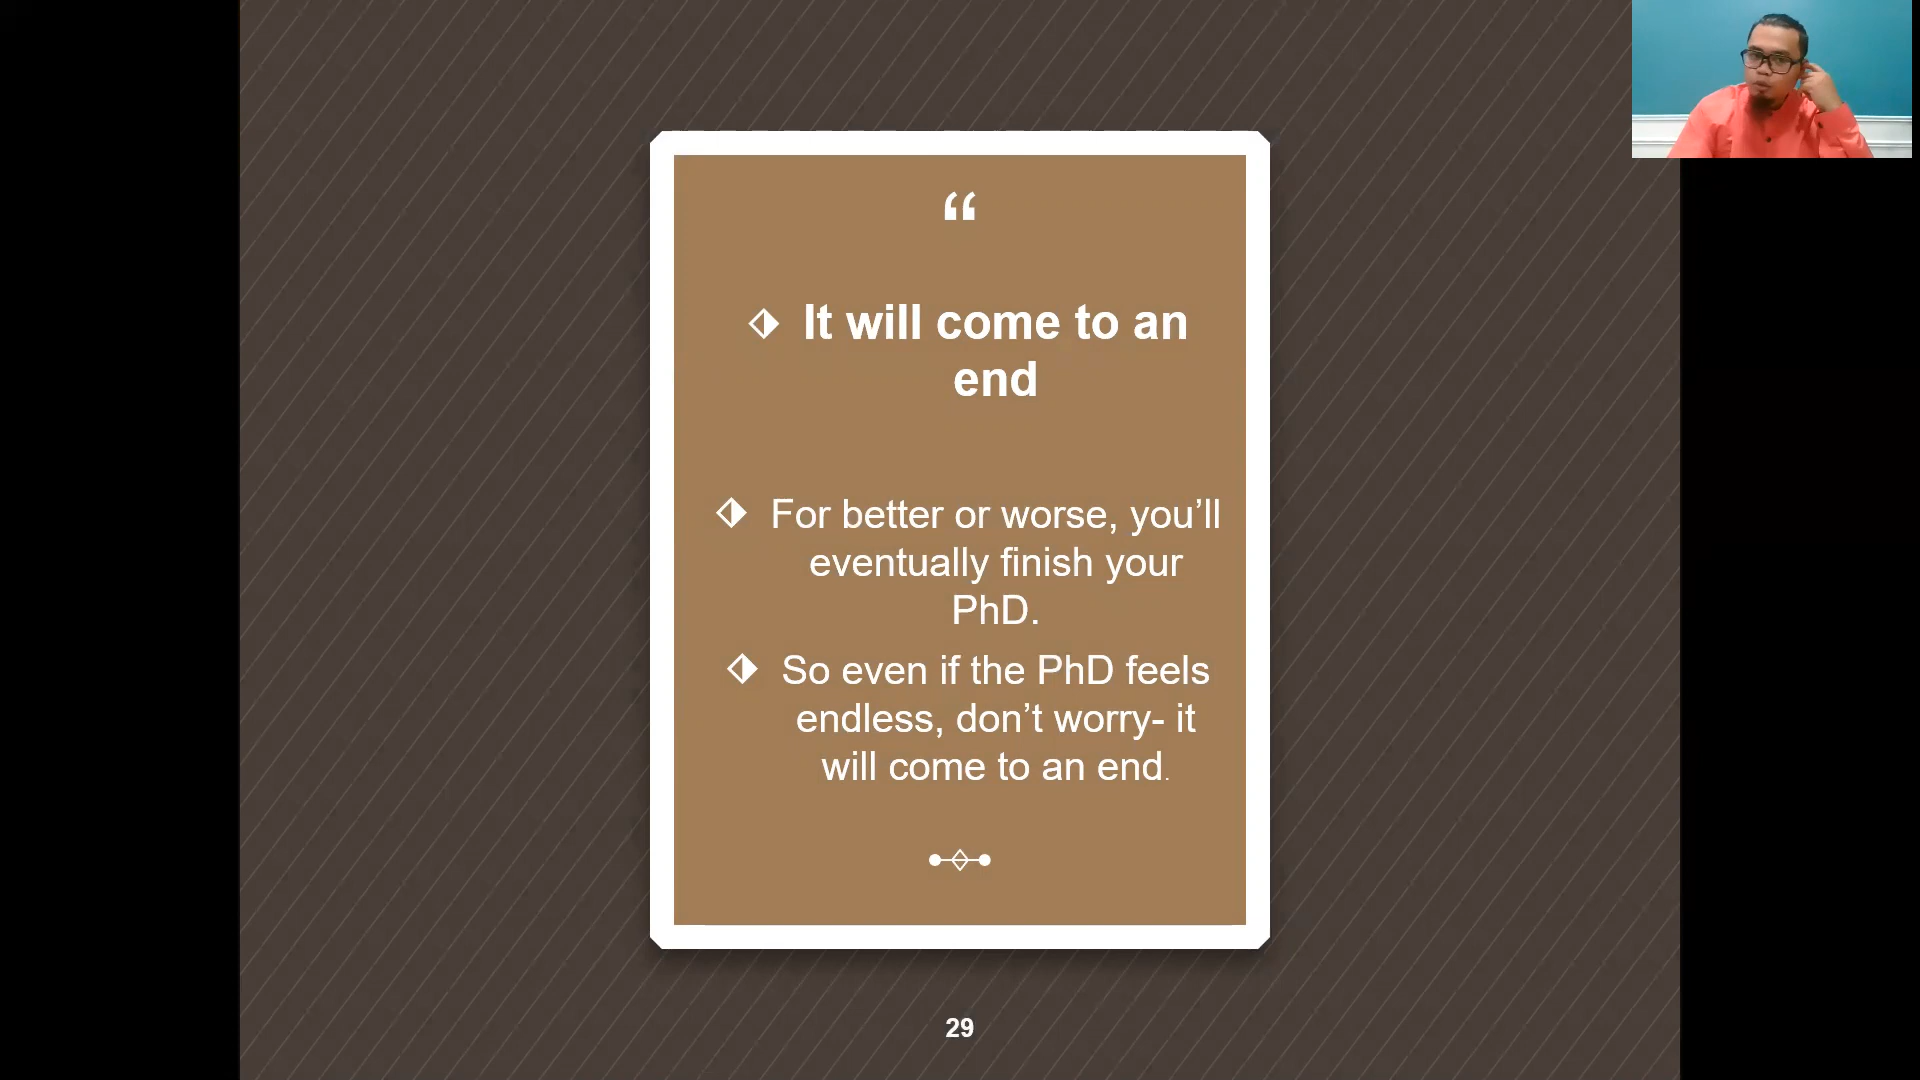 “
It will come to an
end
For better or worse, you’ll
eventually finish your
PhD.
So even if the PhD feels
endless, don’t worry- it
will come to an end.
29